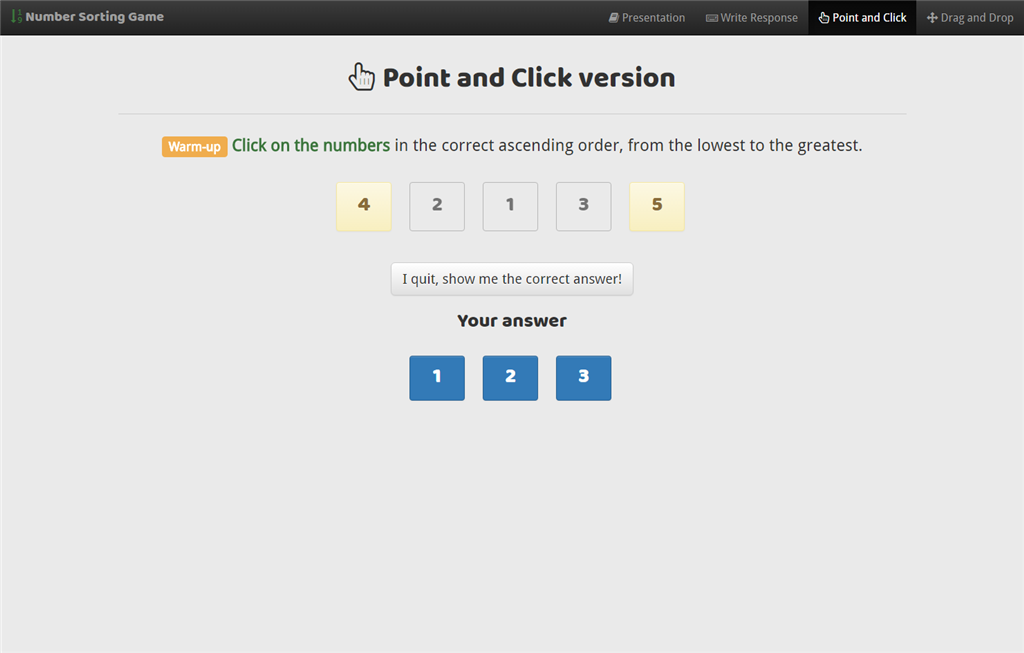 Number Sorting Game Presentation Write Response Point and Click Drag and Drop
Point and Click version
Warm-up Click on the numbers in the correct ascending order, from the lowest to the greatest.
4 2 1 3 5
I quit, show me the correct answer!
Your answer
1 2 3